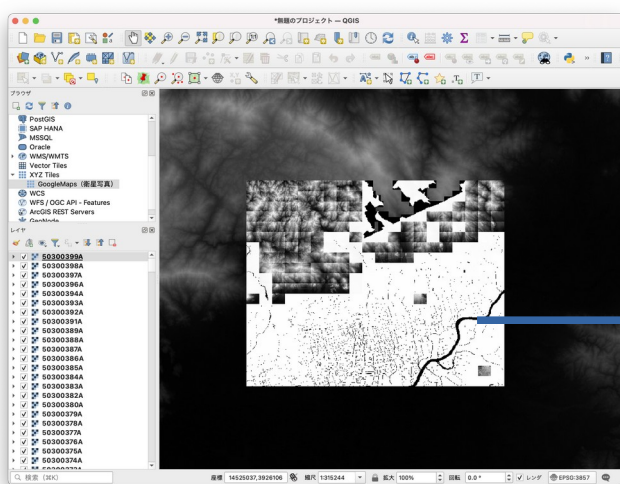 *無題のプロジェクト — QGIS
ブラウザ
PostGIS
SAP HANA
MSSQL
Oracle
WMS/WMTS
Vector Tiles
XYZ Tiles
GoogleMaps（衛星写真）
WCS
WFS / OGC API - Features
ArcGIS REST Servers
GeoNode
レイヤ
50300399A
50300398A
50300397A
50300396A
50300394A
50300393A
50300392A
50300391A
50300389A
50300388A
50300387A
50300386A
50300385A
50300384A
50300383A
50300382A
50300380A
50300379A
50300378A
50300377A
50300376A
50300375A
50300374A
検索 (⌘K)
座標 14525037,3926106 縮尺 1:315244 拡大 100% 回転 0.0° レンダ EPSG:3857